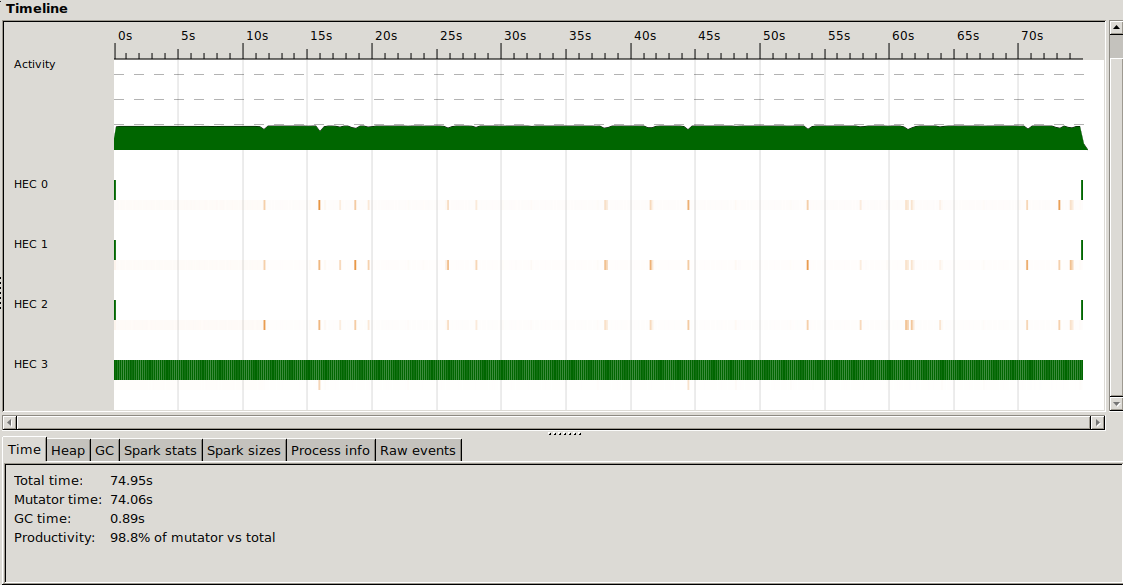 Timeline
0s 5s 10s 15s 20s 25s 30s 35s 40s 45s 50s 55s 60s 65s 70s
Activity
HEC 0
HEC 1
HEC 2
HEC 3
Time Heap GC Spark stats Spark sizes Process info Raw events
Total time: 74.95s
Mutator time: 74.06s
GC time: 0.89s
Productivity: 98.8% of mutator vs total